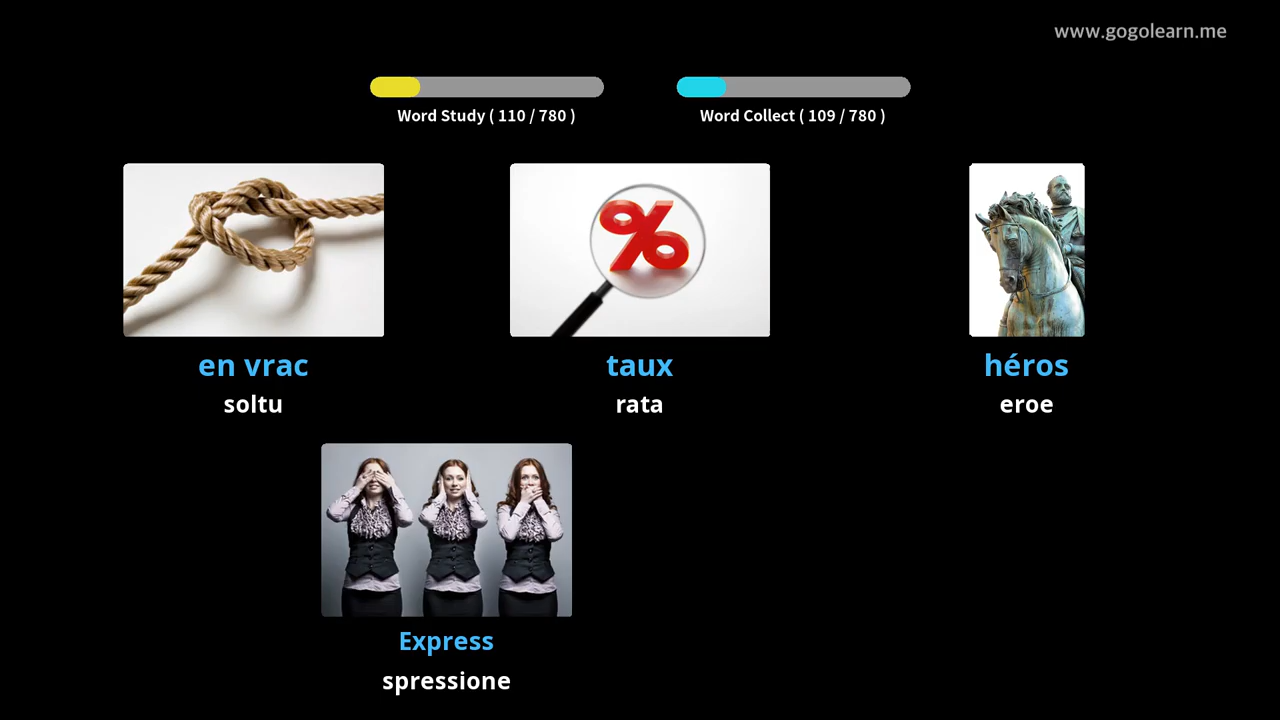 www.gogolearn.me
Word Study ( 110 / 780 )
Word Collect ( 109 / 780 )
en vrac
taux
héros
soltu
rata
eroe
Express
spressione